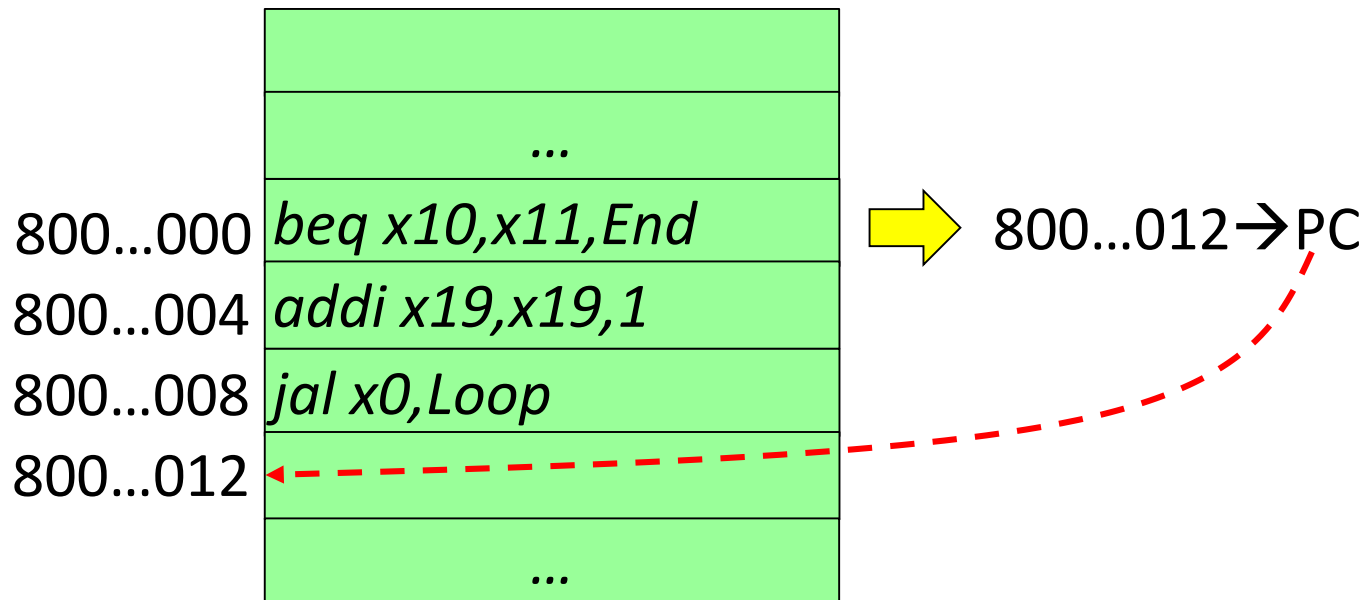 ...
800...000 beq x10,x11,End 800...012→PC
800...004 addi x19,x19,1
800...008 jal x0,Loop
800...012
...